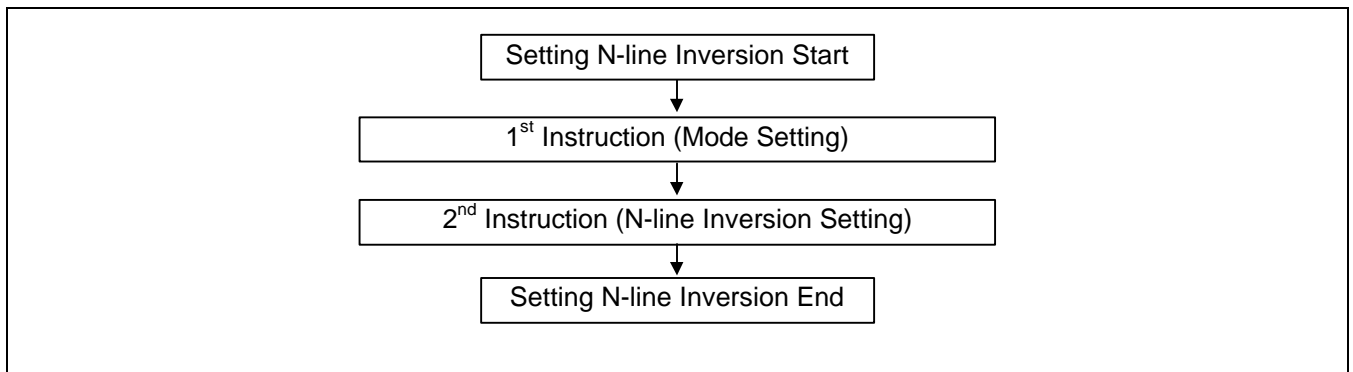 Setting N-line Inversion Start
1st Instruction (Mode Setting)
2nd Instruction (N-line Inversion Setting)
Setting N-line Inversion End